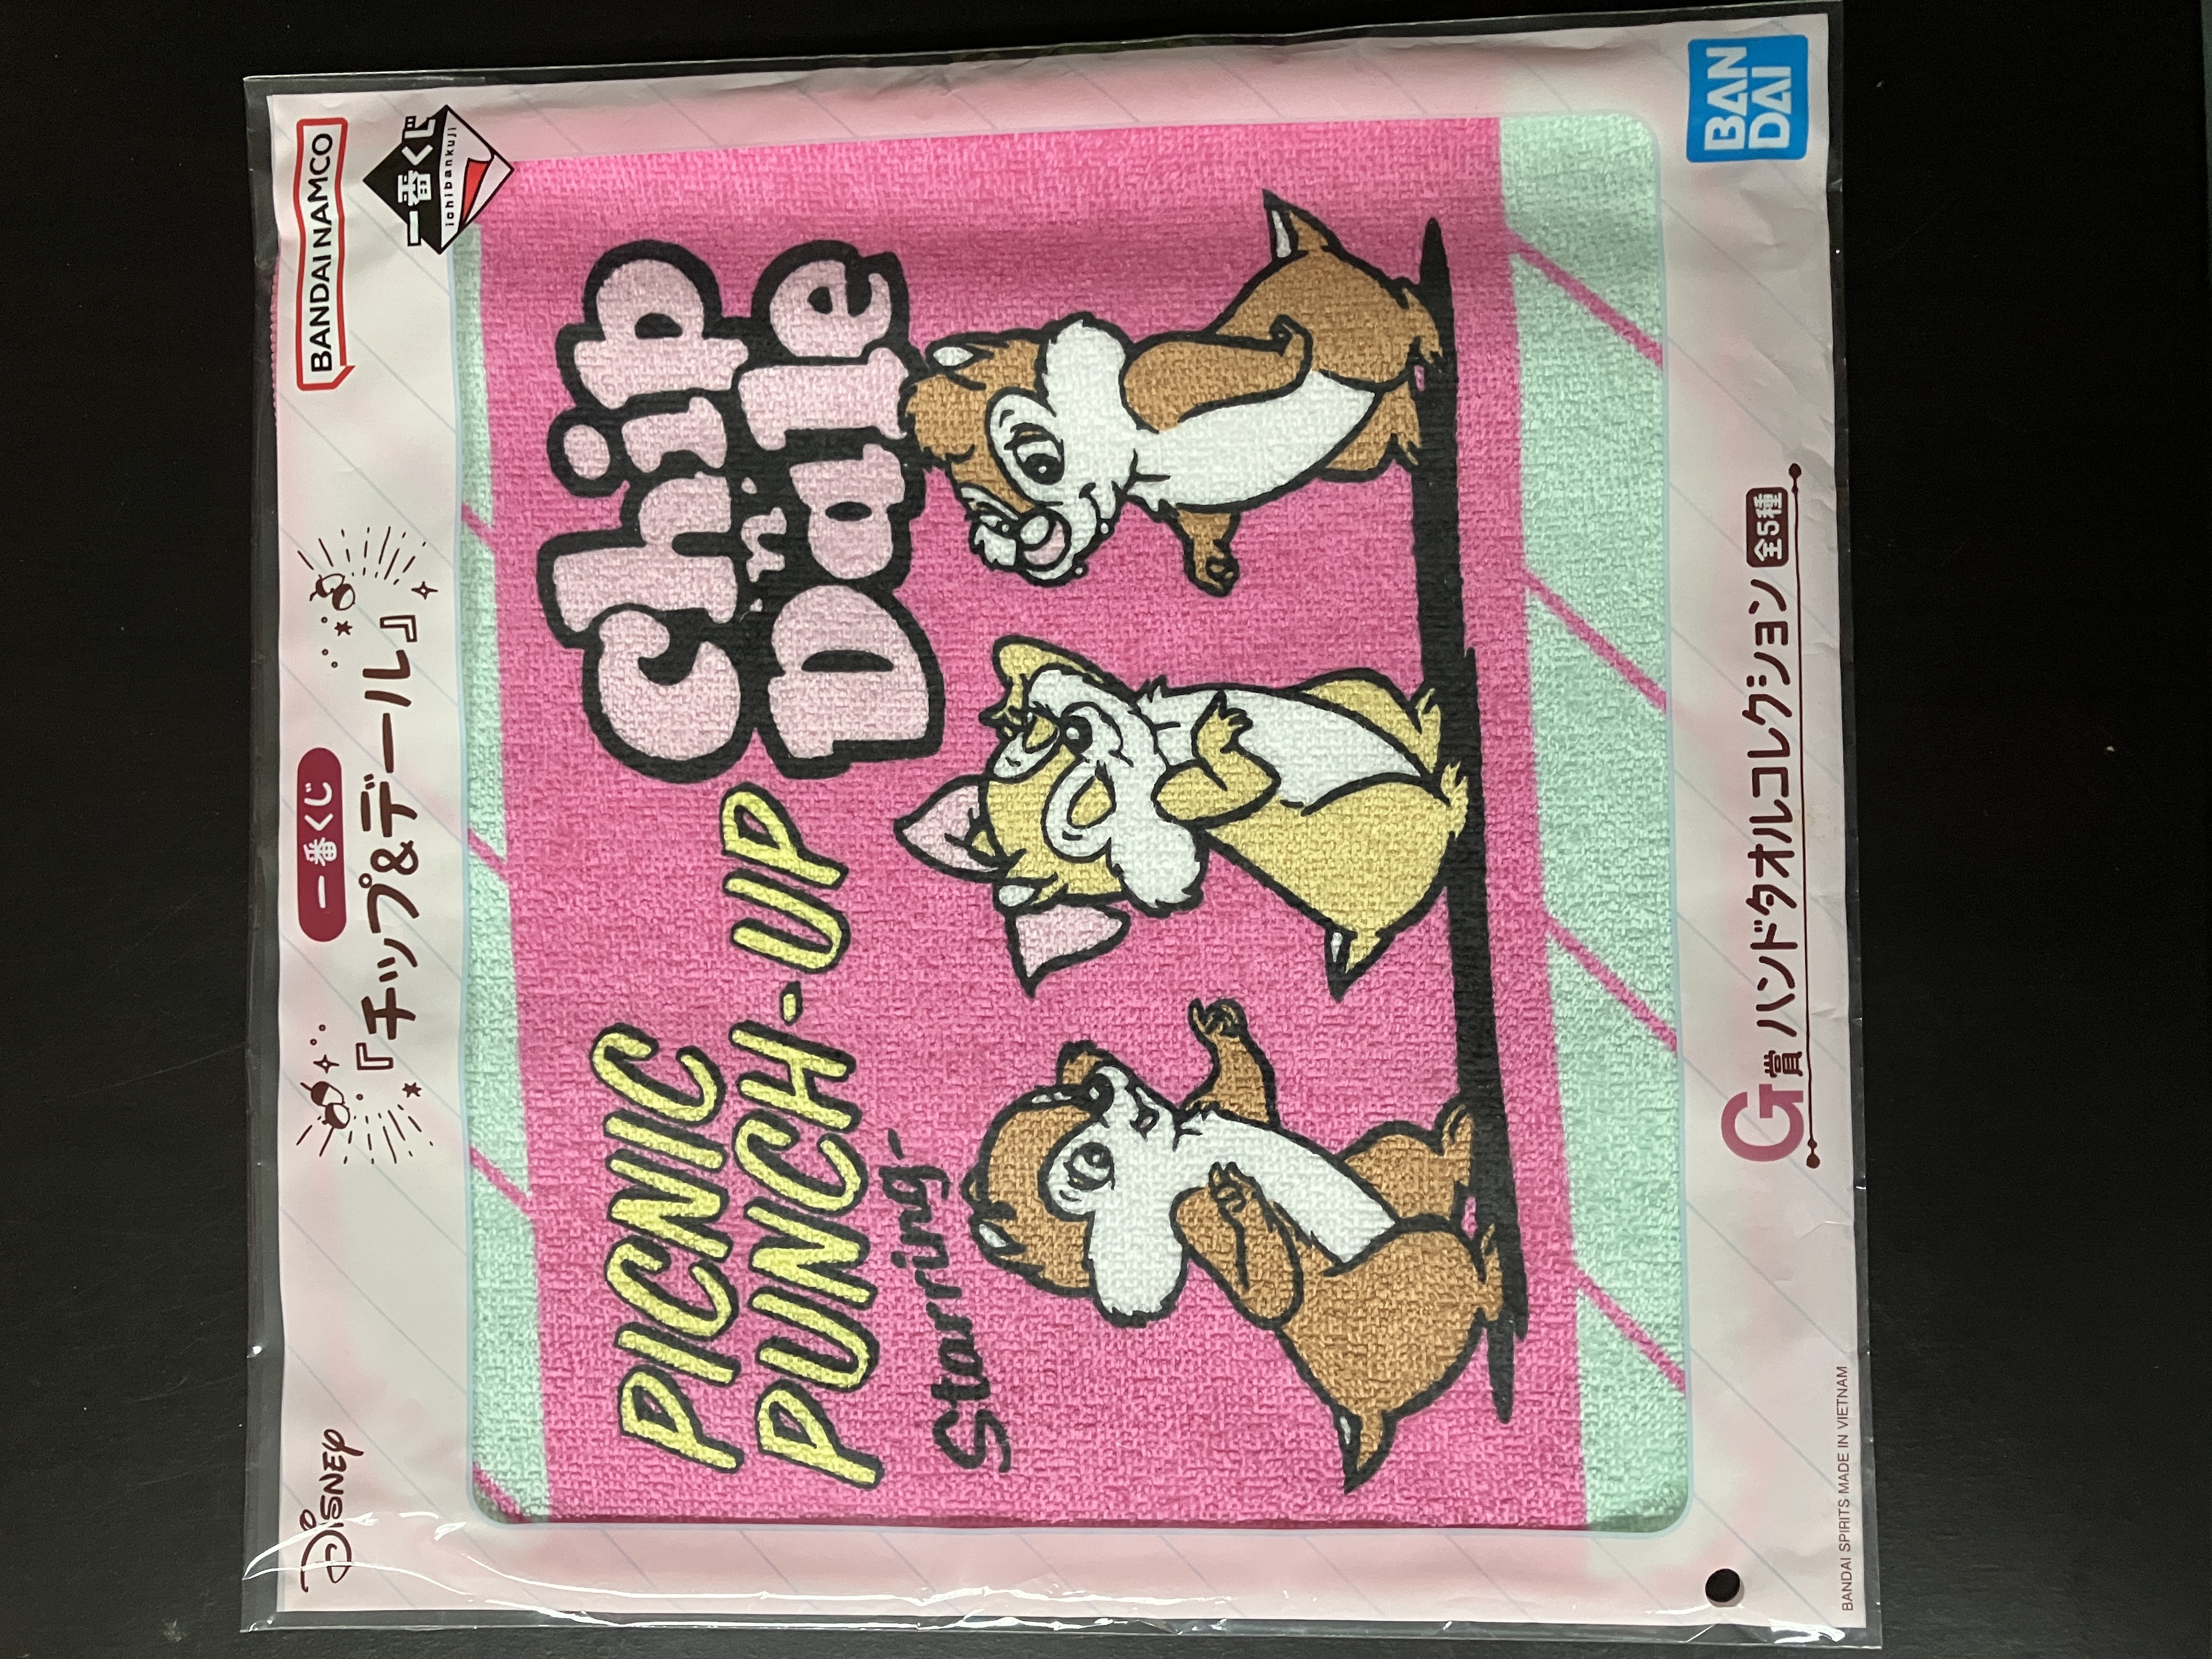 Disney
一番くじ
『チップ&デール』
BANDAI NAMCO
一番くじ
ichibankuji
PICNIC
PUNCH-UP
Starring-
Chip
'n'
Dale
G賞 ハンドタオルコレクション 全5種
BAN
DAI
BANDAI SPIRITS MADE IN VIETNAM